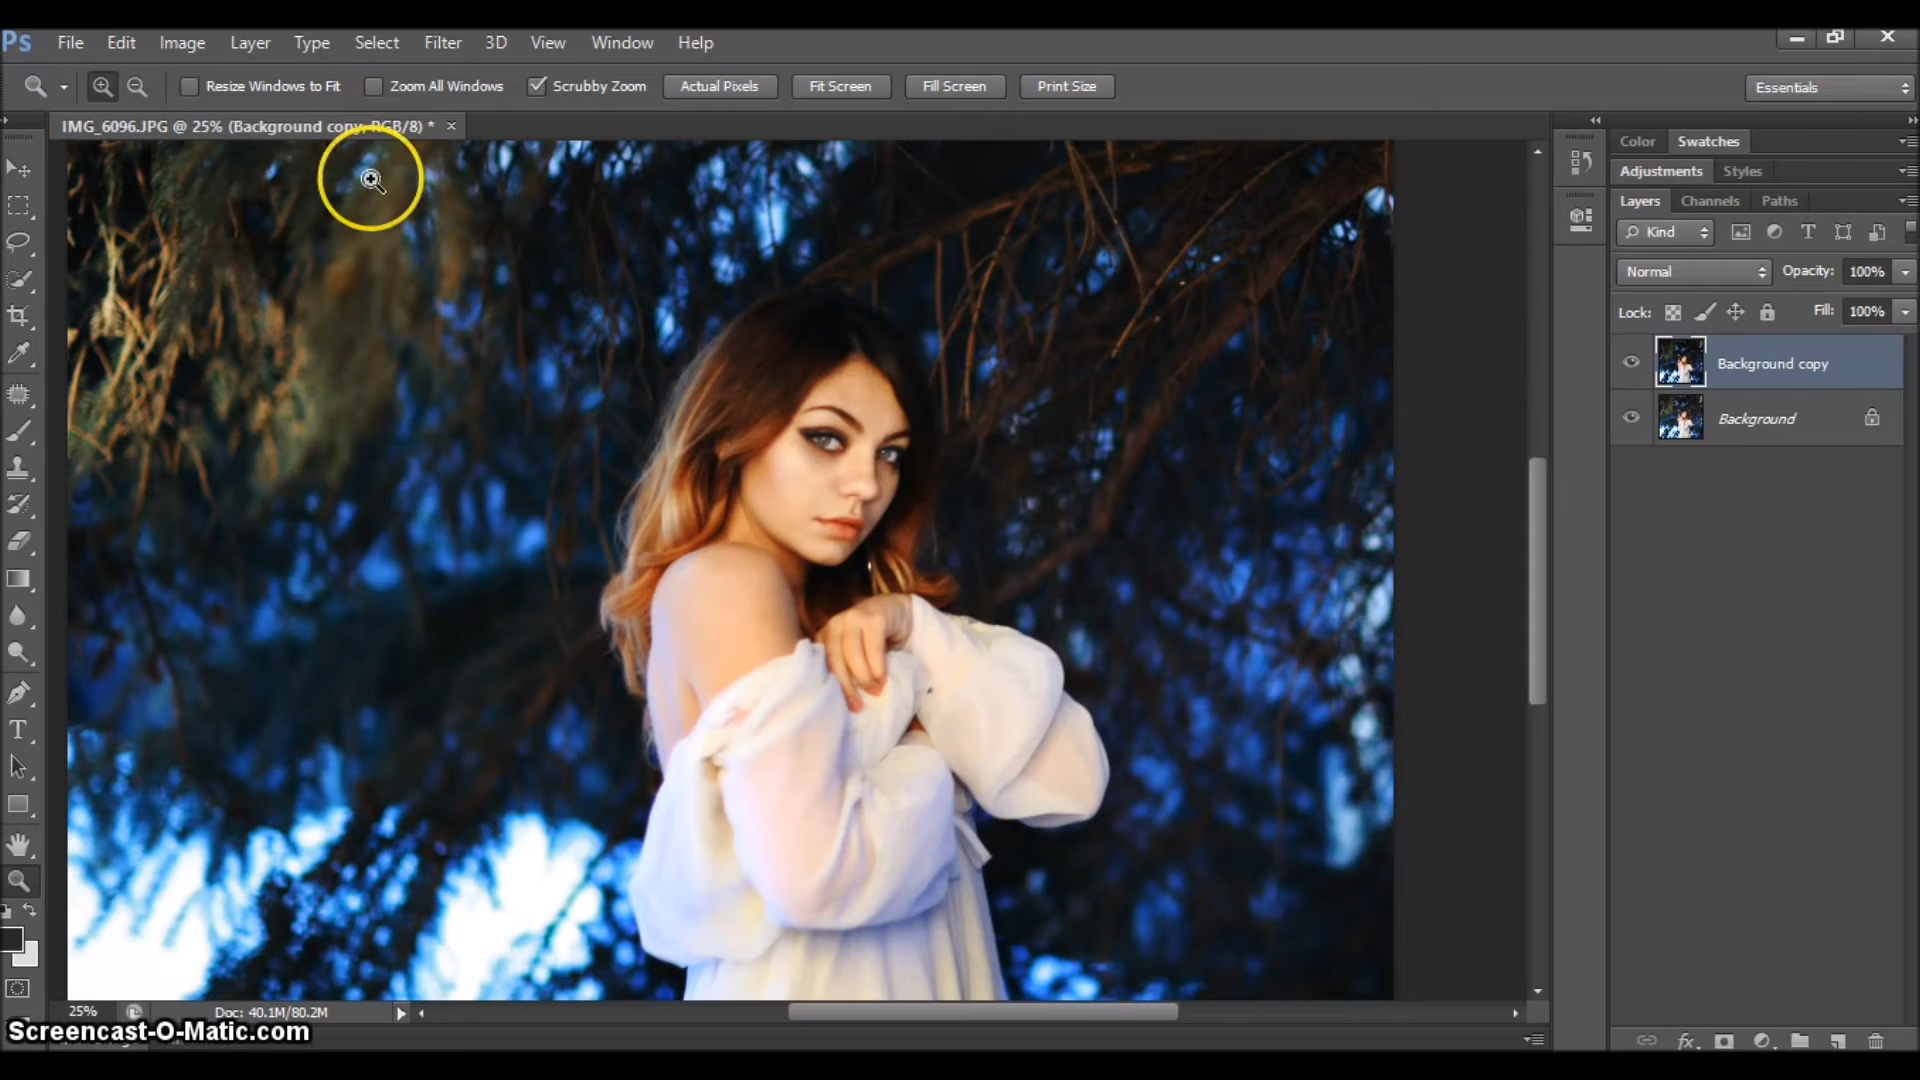 Ps File Edit Image Layer Type Select Filter 3D View Window Help
Resize Windows to Fit Zoom All Windows Scrubby Zoom Actual Pixels Fit Screen Fill Screen Print Size Essentials
IMG_6096.JPG @ 25% (Background copy, RGB/8) * ×
Color Swatches
Adjustments Styles
Layers Channels Paths
Kind
Normal Opacity: 100%
Lock: Fill: 100%
Background copy
Background
25% Doc: 40.1M/80.2M
Screencast-O-Matic.com